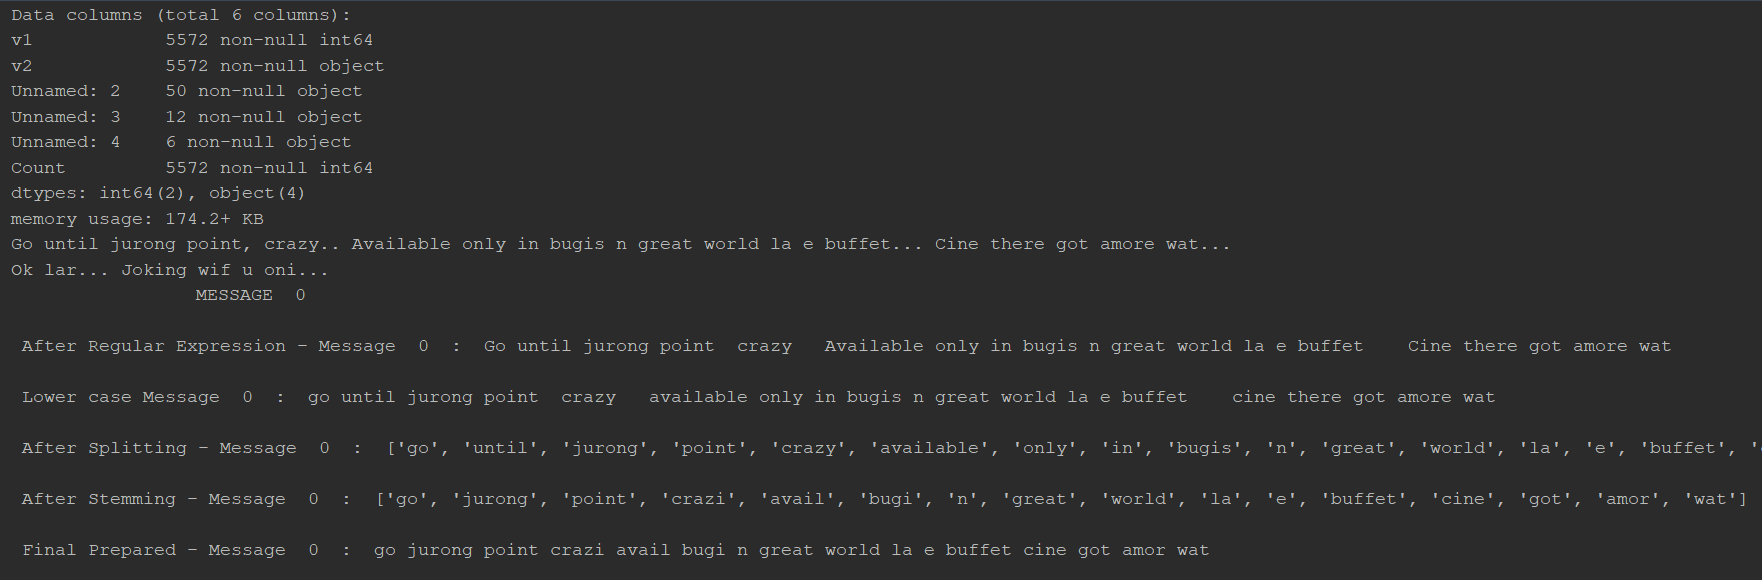 Data columns (total 6 columns):
v1            5572 non-null int64
v2            5572 non-null object
Unnamed: 2    50 non-null object
Unnamed: 3    12 non-null object
Unnamed: 4    6 non-null object
Count         5572 non-null int64
dtypes: int64(2), object(4)
memory usage: 174.2+ KB
Go until jurong point, crazy.. Available only in bugis n great world la e buffet... Cine there got amore wat...
Ok lar... Joking wif u oni...
MESSAGE  0
After Regular Expression - Message  0  :  Go until jurong point  crazy   Available only in bugis n great world la e buffet    Cine there got amore wat
Lower case Message  0  :  go until jurong point  crazy   available only in bugis n great world la e buffet    cine there got amore wat
After Splitting - Message  0  :  ['go', 'until', 'jurong', 'point', 'crazy', 'available', 'only', 'in', 'bugis', 'n', 'great', 'world', 'la', 'e', 'buffet', '
After Stemming - Message  0  :  ['go', 'jurong', 'point', 'crazi', 'avail', 'bugi', 'n', 'great', 'world', 'la', 'e', 'buffet', 'cine', 'got', 'amor', 'wat']
Final Prepared - Message  0  :  go jurong point crazi avail bugi n great world la e buffet cine got amor wat